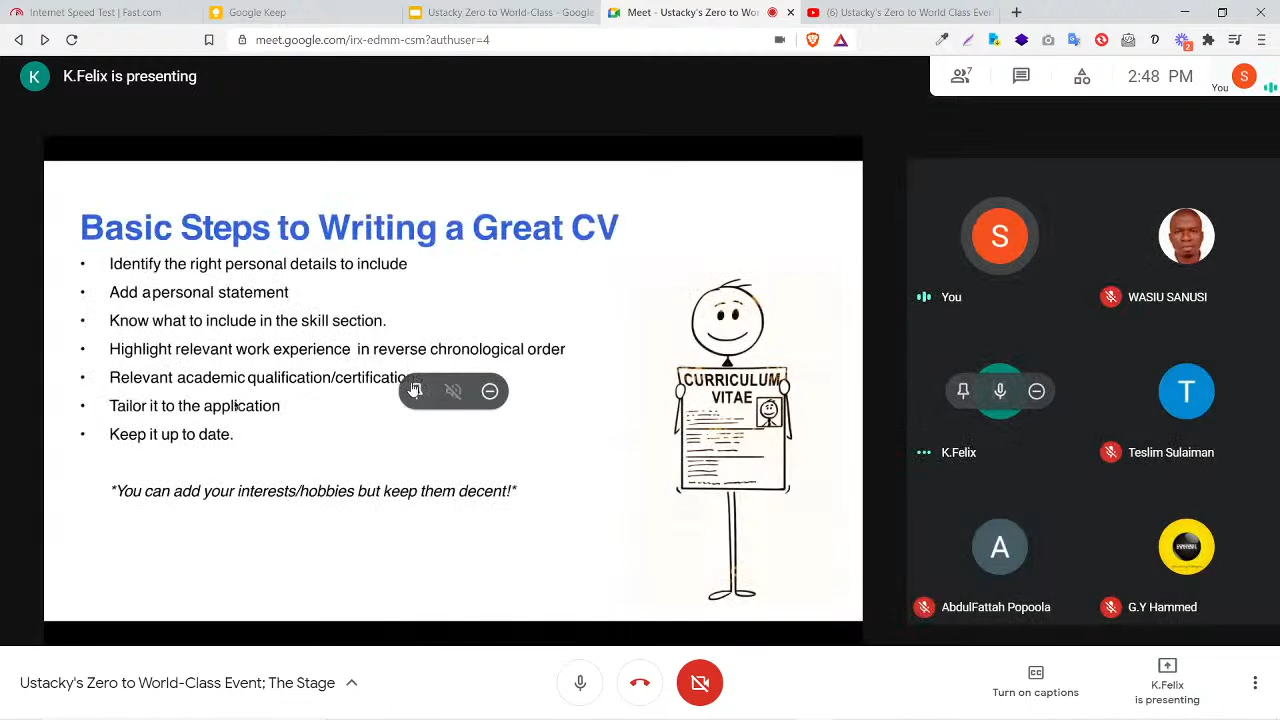 Internet Speed Test | Fast.com
Google Keep
Ustacky Zero to World-Class - Google
Meet - Ustacky's Zero to Wo
(6) Ustacky's Zero to World Class Even
meet.google.com/irx-edmm-csm?authuser=4
2
K
K.Felix is presenting
7
2:48 PM
You
S
Basic Steps to Writing a Great CV
• Identify the right personal details to include
• Add a personal statement
• Know what to include in the skill section.
• Highlight relevant work experience in reverse chronological order
• Relevant academic qualification/certification
• Tailor it to the application
• Keep it up to date.
*You can add your interests/hobbies but keep them decent!*
CURRICULUM
VITAE
S
You
WASIU SANUSI
K.Felix
T
Teslim Sulaiman
A
AbdulFattah Popoola
G.Y Hammed
Ustacky's Zero to World-Class Event; The Stage
Turn on captions
K.Felix
is presenting